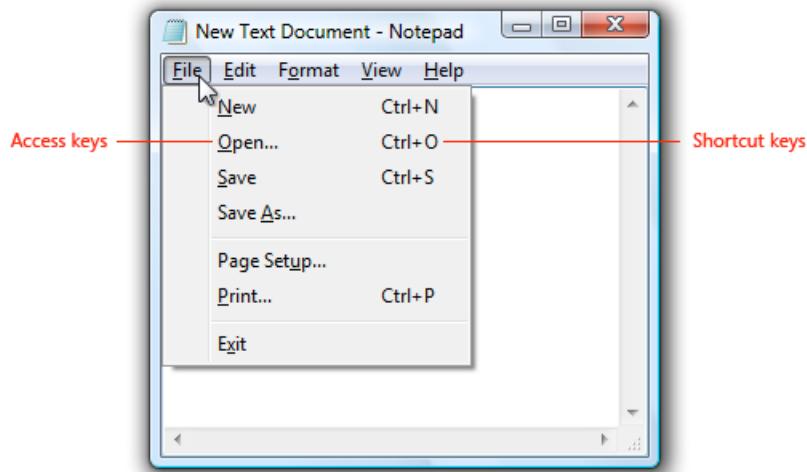 New Text Document - Notepad
File Edit Format View Help
New Ctrl+N
Access keys Open... Ctrl+O Shortcut keys
Save Ctrl+S
Save As...
Page Setup...
Print... Ctrl+P
Exit